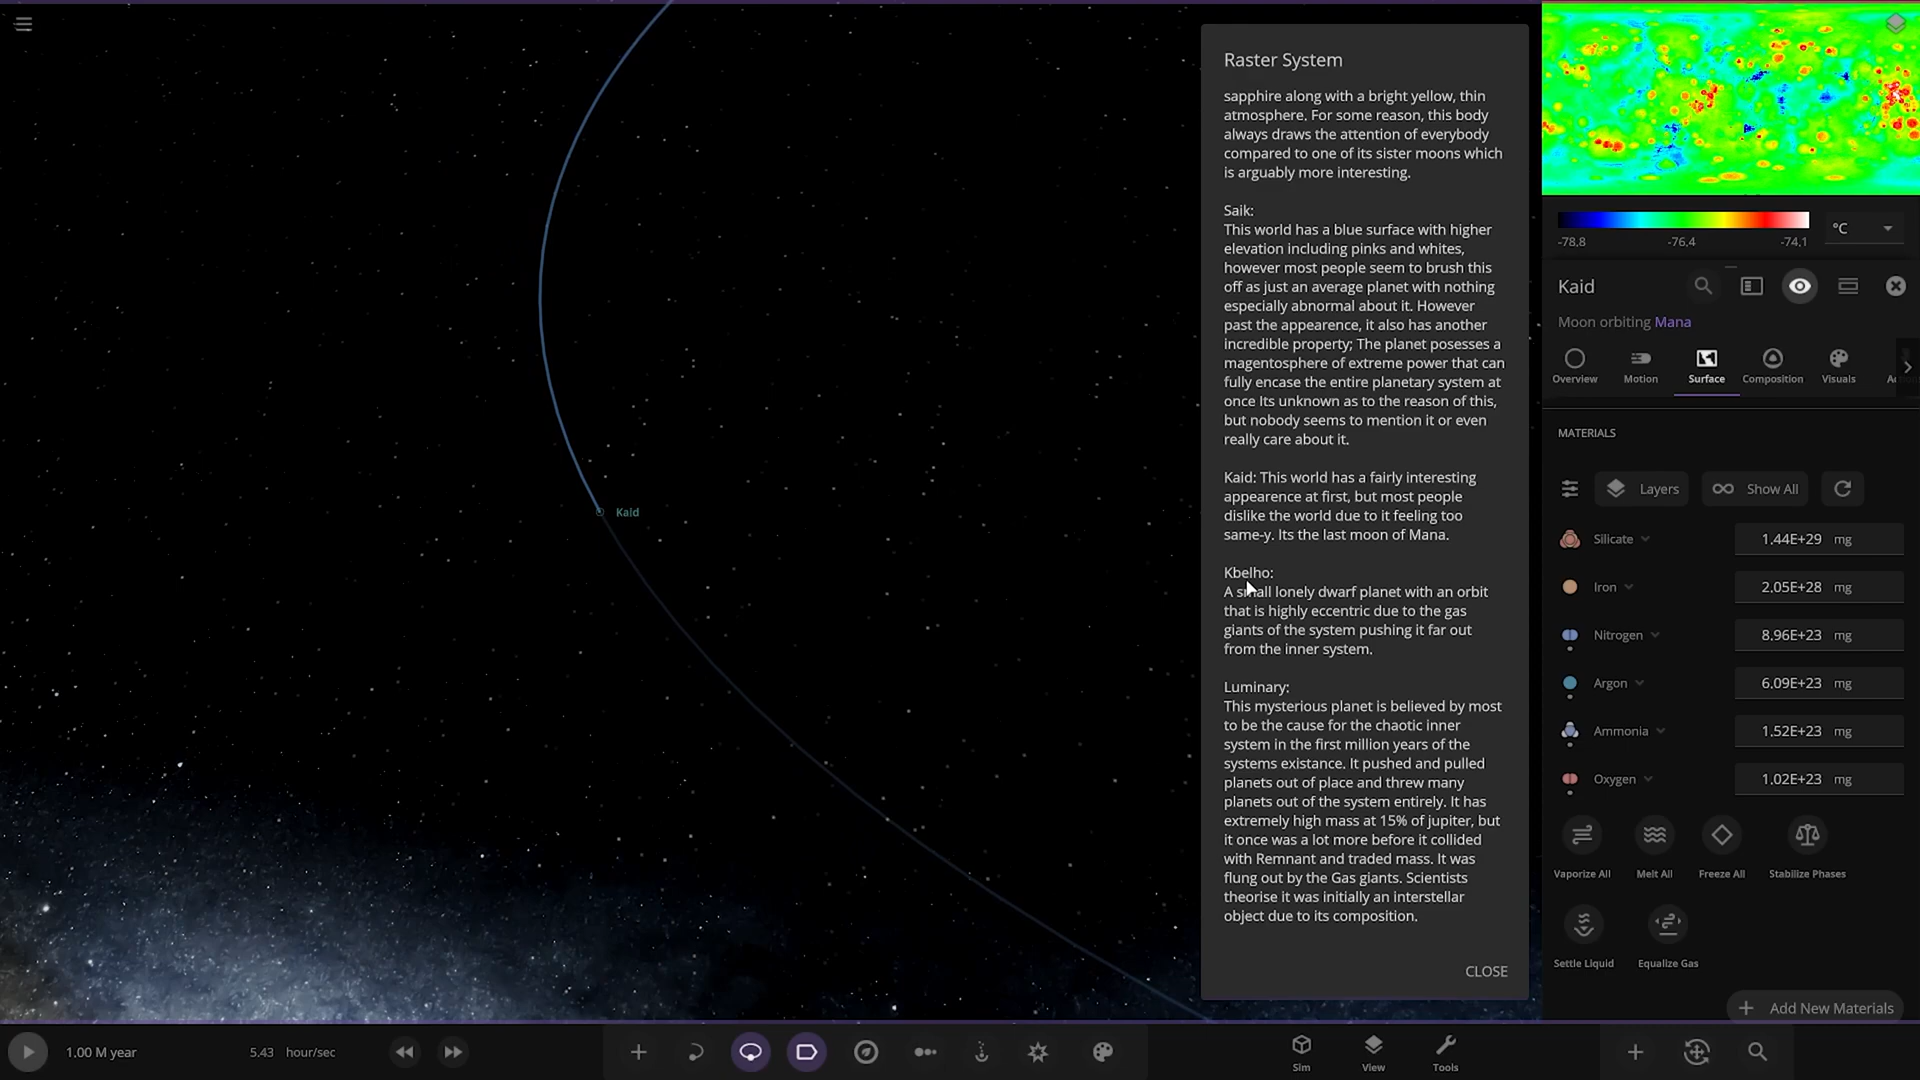 Raster System
sapphire along with a bright yellow, thin
atmosphere. For some reason, this body
always draws the attention of everybody
compared to one of its sister moons which
is arguably more interesting.
Saik:
This world has a blue surface with higher
elevation including pinks and whites,
however most people seem to brush this
off as just an average planet with nothing
especially abnormal about it. However
past the appearence, it also has another
incredible property; The planet posesses a
magentosphere of extreme power that can
fully encase the entire planetary system at
once Its unknown as to the reason of this,
but nobody seems to mention it or even
really care about it.
Kaid: This world has a fairly interesting
appearence at first, but most people
dislike the world due to it feeling too
same-y. Its the last moon of Mana.
Kbelho:
A small lonely dwarf planet with an orbit
that is highly eccentric due to the gas
giants of the system pushing it far out
from the inner system.
Luminary:
This mysterious planet is believed by most
to be the cause for the chaotic inner
system in the first million years of the
systems existance. It pushed and pulled
planets out of place and threw many
planets out of the system entirely. It has
extremely high mass at 15% of jupiter, but
it once was a lot more before it collided
with Remnant and traded mass. It was
flung out by the Gas giants. Scientists
theorise it was initially an interstellar
object due to its composition.
CLOSE
Kaid
-78,8 -76,4 -74,1 °C
Kaid
Moon orbiting Mana
Overview Motion Surface Composition Visuals
MATERIALS
Layers Show All
Silicate 1,44E+29 mg
Iron 2,05E+28 mg
Nitrogen 8,96E+23 mg
Argon 6,09E+23 mg
Ammonia 1,52E+23 mg
Oxygen 1,02E+23 mg
Vaporize All Melt All Freeze All Stabilize Phases
Settle Liquid Equalize Gas
Add New Materials
1.00 M year 5.43 hour/sec Sim View Tools